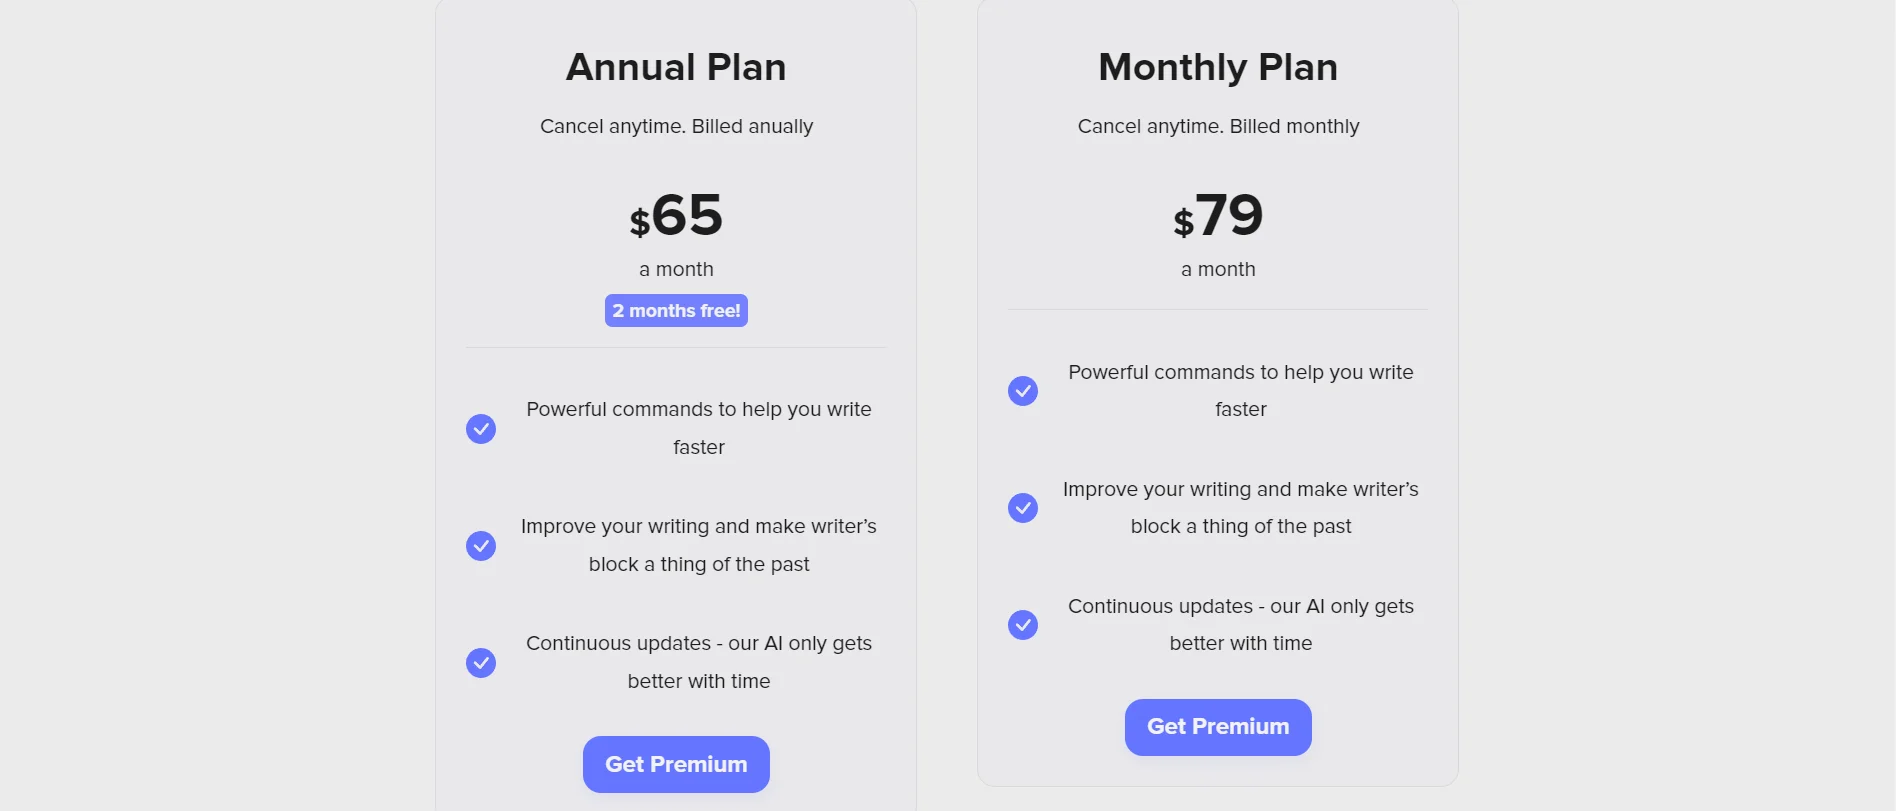 Annual Plan
Cancel anytime. Billed anually
$65
a month
2 months free!
Powerful commands to help you write
faster
Improve your writing and make writer’s
block a thing of the past
Continuous updates - our AI only gets
better with time
Get Premium
Monthly Plan
Cancel anytime. Billed monthly
$79
a month
Powerful commands to help you write
faster
Improve your writing and make writer’s
block a thing of the past
Continuous updates - our AI only gets
better with time
Get Premium